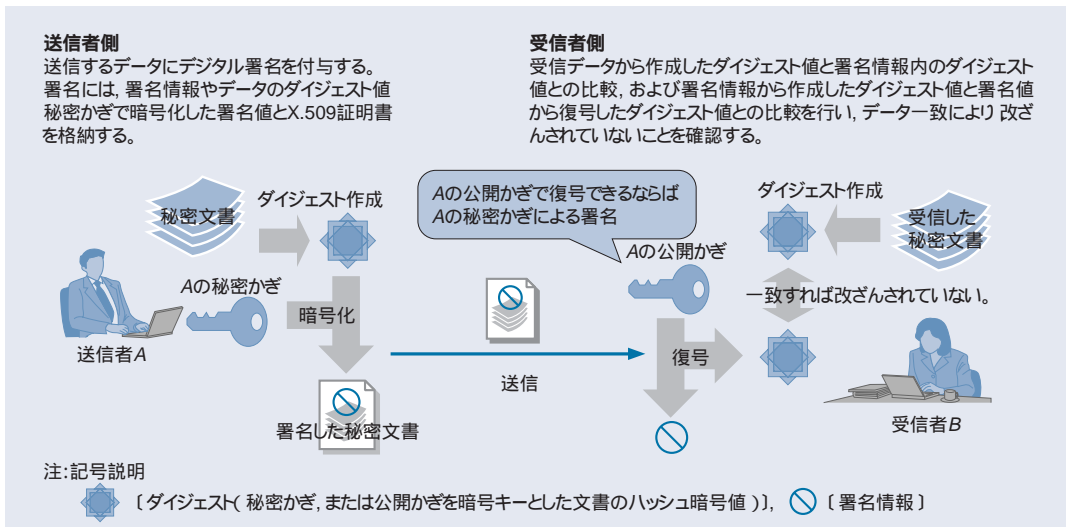 送信者側
送信するデータにデジタル署名を付与する。
署名には, 署名情報やデータのダイジェスト値
秘密かぎで暗号化した署名値とX.509証明書
を格納する。
受信者側
受信データから作成したダイジェスト値と署名情報内のダイジェスト
値との比較, および署名情報から作成したダイジェスト値と署名値
から復号したダイジェスト値との比較を行い, データ一致により 改ざ
んされていないことを確認する。
秘密文書
ダイジェスト作成
Aの秘密かぎ
暗号化
送信者A
署名した秘密文書
送信
Aの公開かぎで復号できるならば
Aの秘密かぎによる署名
Aの公開かぎ
復号
ダイジェスト作成
受信した
秘密文書
一致すれば改ざんされていない。
受信者B
注:記号説明
〔ダイジェスト( 秘密かぎ, または公開かぎを暗号キーとした文書のハッシュ暗号値 )〕, 〔 署名情報 〕